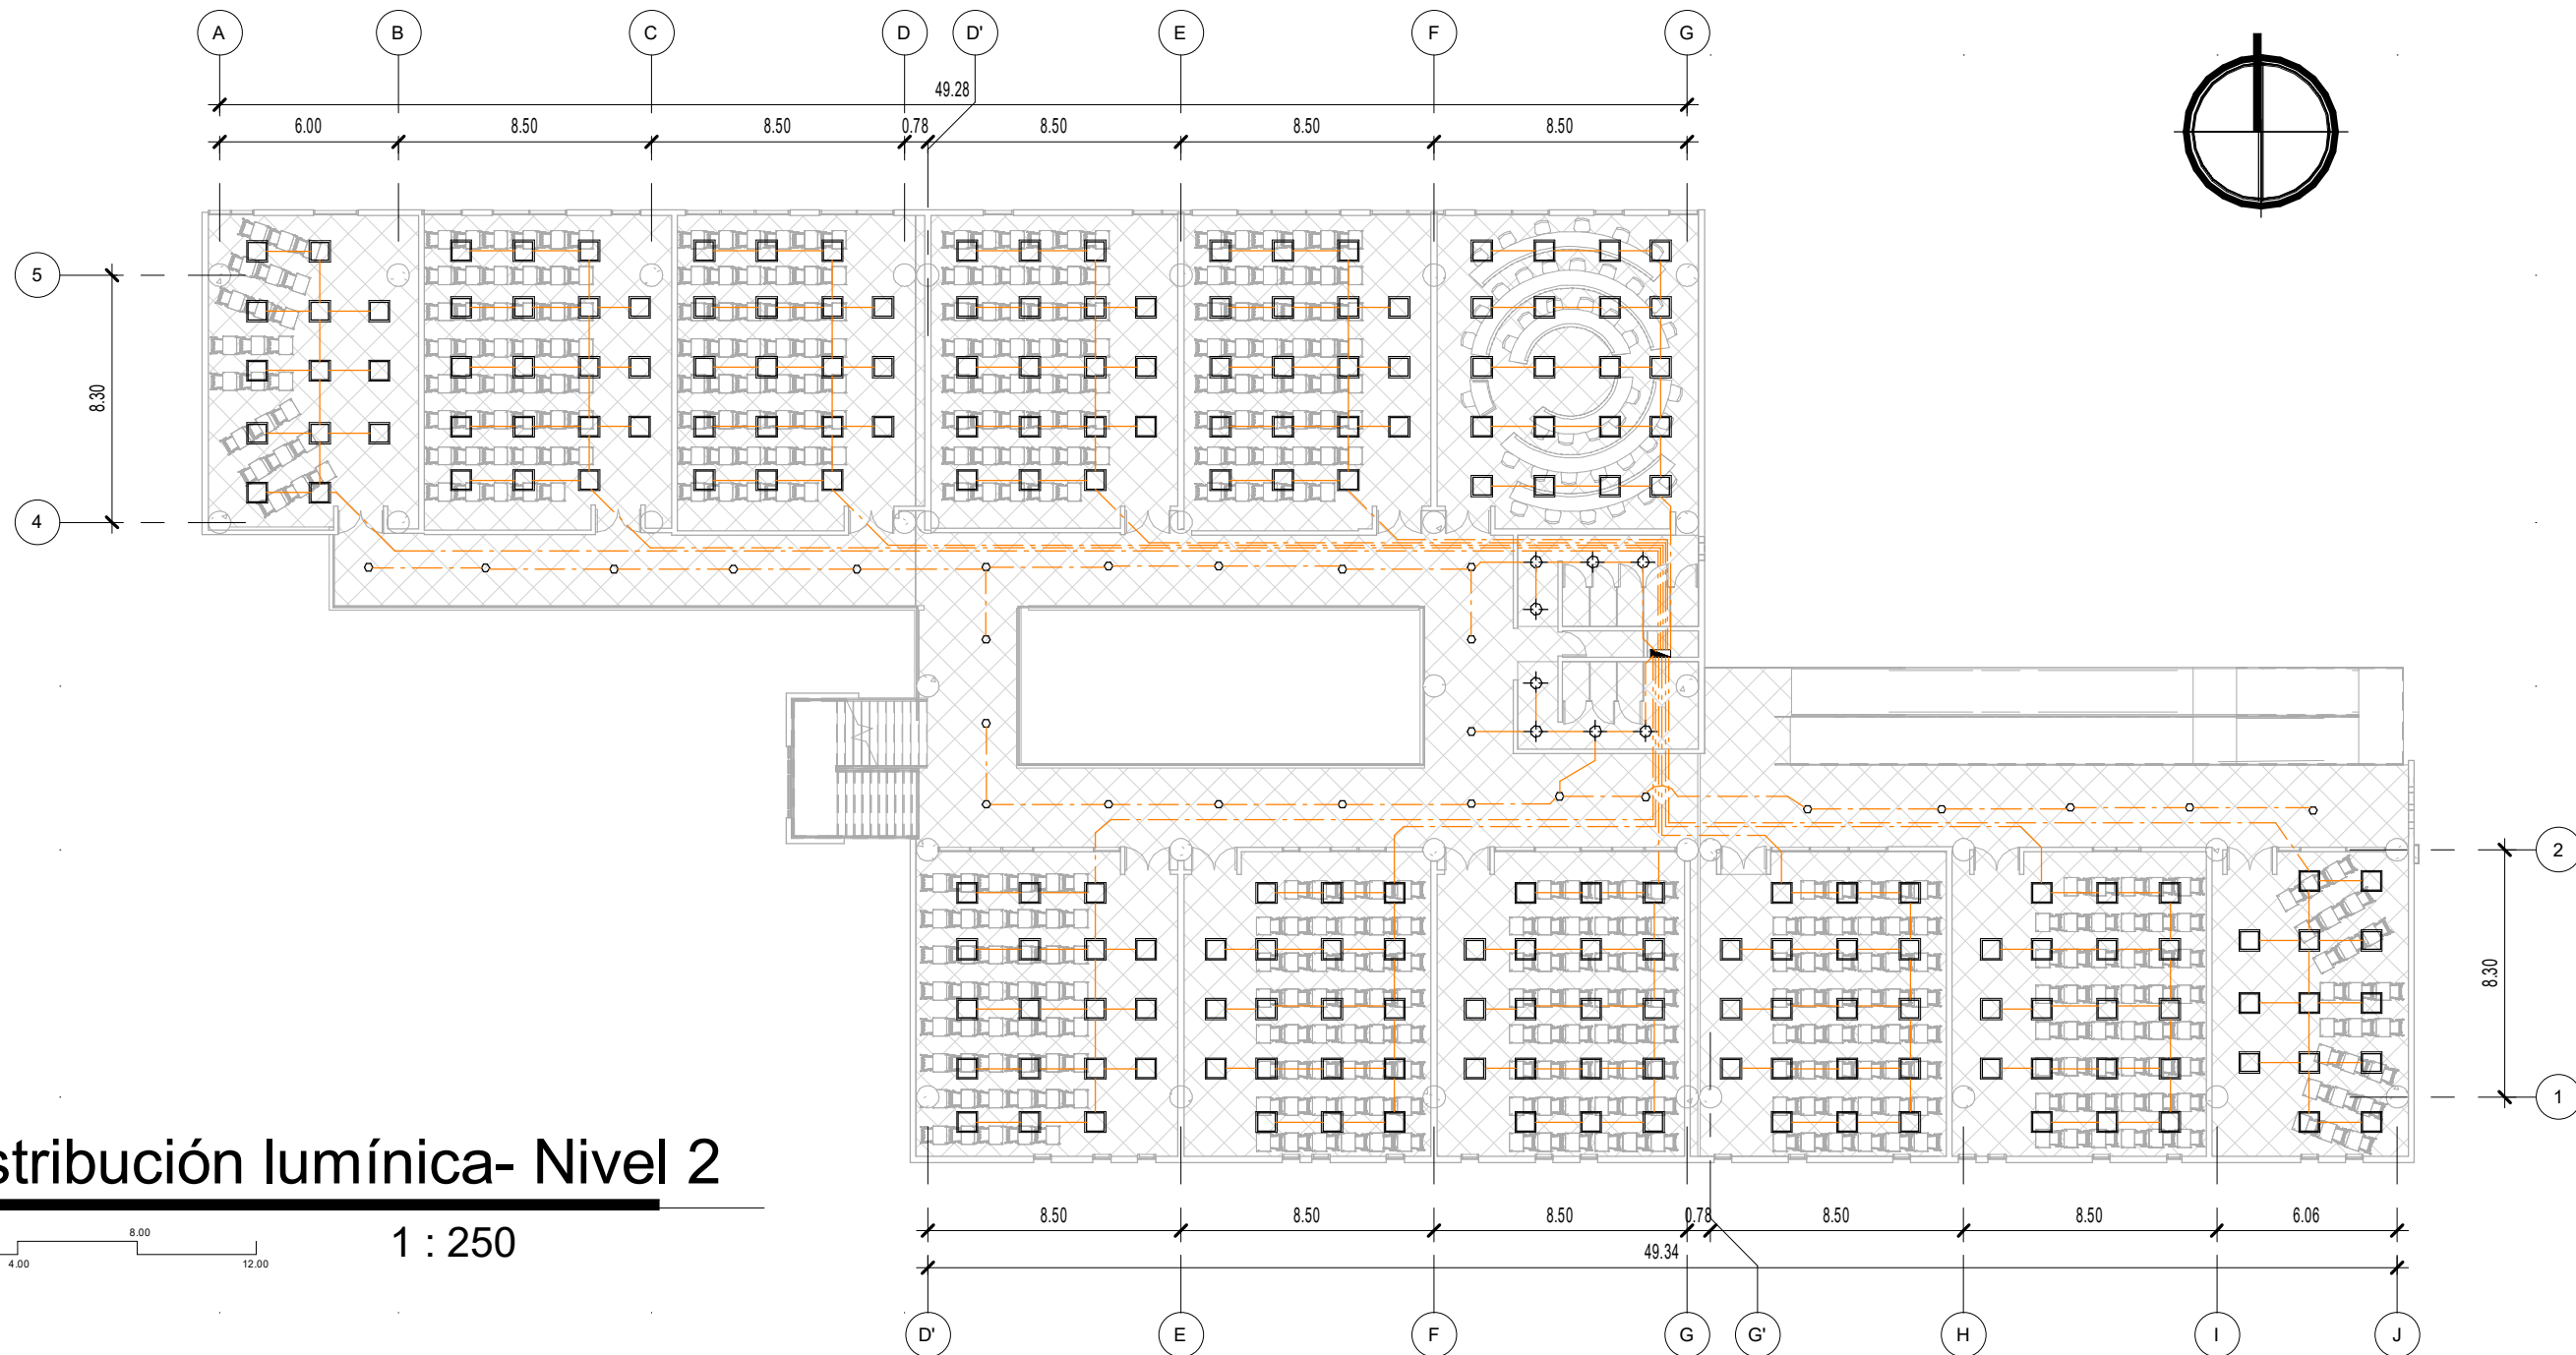 A B C D D' E F G
49.28
6.00 8.50 8.50 0.78 8.50 8.50 8.50
5
8.30
4
2
8.30
1
stribución lumínica- Nivel 2
8.00
1 : 250
4.00 12.00
8.50 8.50 8.50 0.78 8.50 8.50 6.06
49.34
D' E F G G' H I J